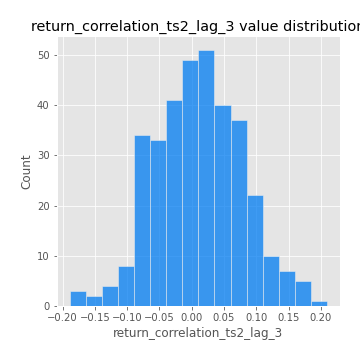 return_correlation_ts2_lag_3 value distribution
50
40
30
20
10
0
Count
−0.20 −0.15 −0.10 −0.05 0.00 0.05 0.10 0.15 0.20
return_correlation_ts2_lag_3